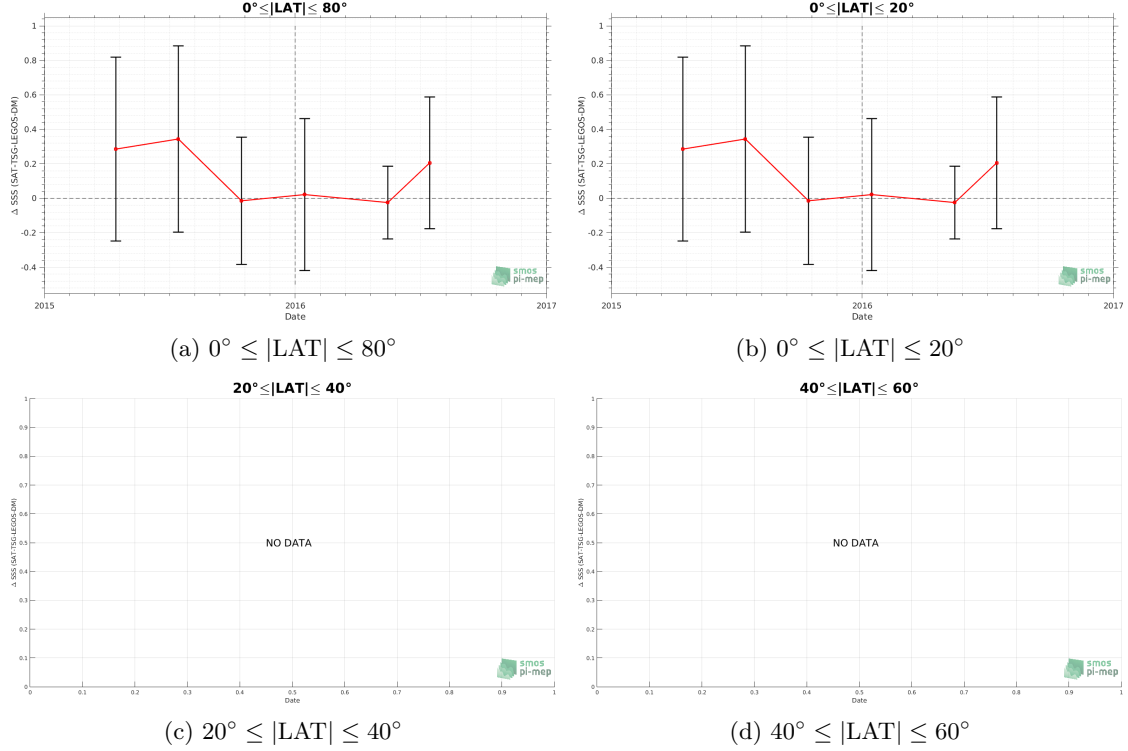 0°≤|LAT|≤ 80°
1
0.8
0.6
0.4
0.2
0
-0.2
-0.4
Δ SSS (SAT-TSG-LEGOS-DM)
2015
2016
2017
Date
smos
pi-mep
(a) 0° ≤ |LAT| ≤ 80°
0°≤|LAT|≤ 20°
1
0.8
0.6
0.4
0.2
0
-0.2
-0.4
Δ SSS (SAT-TSG-LEGOS-DM)
2015
2016
2017
Date
smos
pi-mep
(b) 0° ≤ |LAT| ≤ 20°
20°≤|LAT|≤ 40°
1
0.9
0.8
0.7
0.6
0.5
0.4
0.3
0.2
0.1
0
Δ SSS (SAT-TSG-LEGOS-DM)
NO DATA
0 0.1 0.2 0.3 0.4 0.5 0.6 0.7 0.8 0.9 1
Date
smos
pi-mep
(c) 20° ≤ |LAT| ≤ 40°
40°≤|LAT|≤ 60°
1
0.9
0.8
0.7
0.6
0.5
0.4
0.3
0.2
0.1
0
Δ SSS (SAT-TSG-LEGOS-DM)
NO DATA
0 0.1 0.2 0.3 0.4 0.5 0.6 0.7 0.8 0.9 1
Date
smos
pi-mep
(d) 40° ≤ |LAT| ≤ 60°